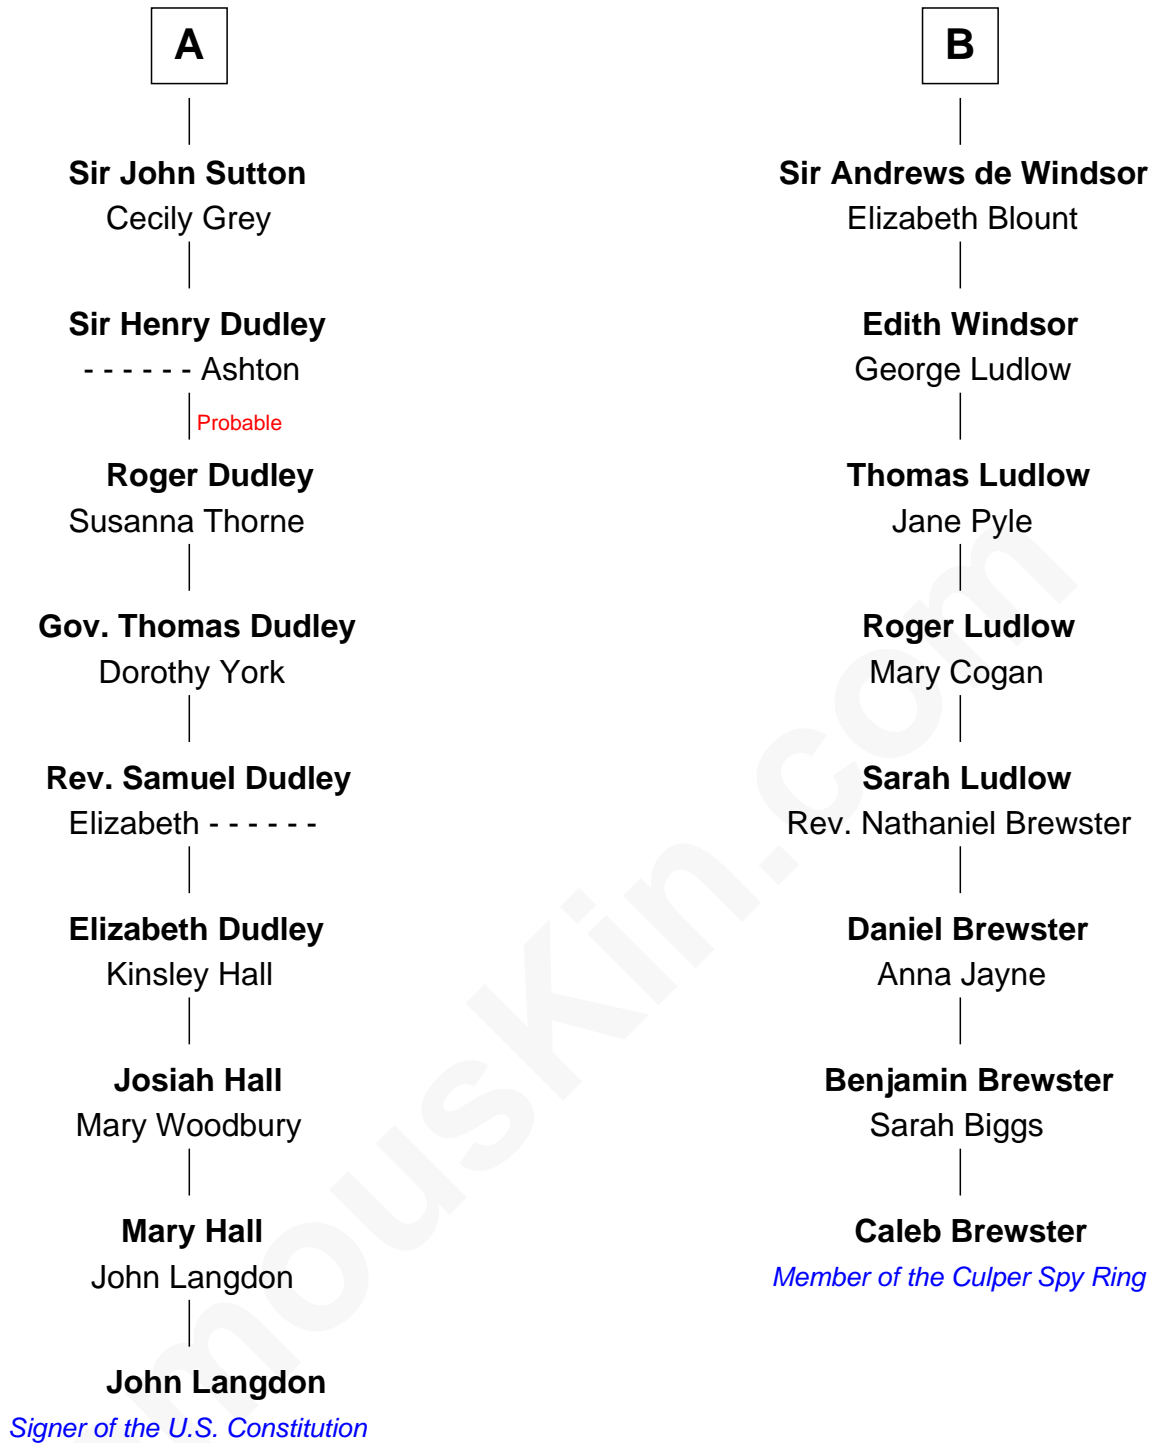 A
Sir John Sutton
Cecily Grey
Sir Henry Dudley
- - - - - - Ashton
Probable
Roger Dudley
Susanna Thorne
Gov. Thomas Dudley
Dorothy York
Rev. Samuel Dudley
Elizabeth - - - - - -
Elizabeth Dudley
Kinsley Hall
Josiah Hall
Mary Woodbury
Mary Hall
John Langdon
John Langdon
Signer of the U.S. Constitution
B
Sir Andrews de Windsor
Elizabeth Blount
Edith Windsor
George Ludlow
Thomas Ludlow
Jane Pyle
Roger Ludlow
Mary Cogan
Sarah Ludlow
Rev. Nathaniel Brewster
Daniel Brewster
Anna Jayne
Benjamin Brewster
Sarah Biggs
Caleb Brewster
Member of the Culper Spy Ring
mousKin.com